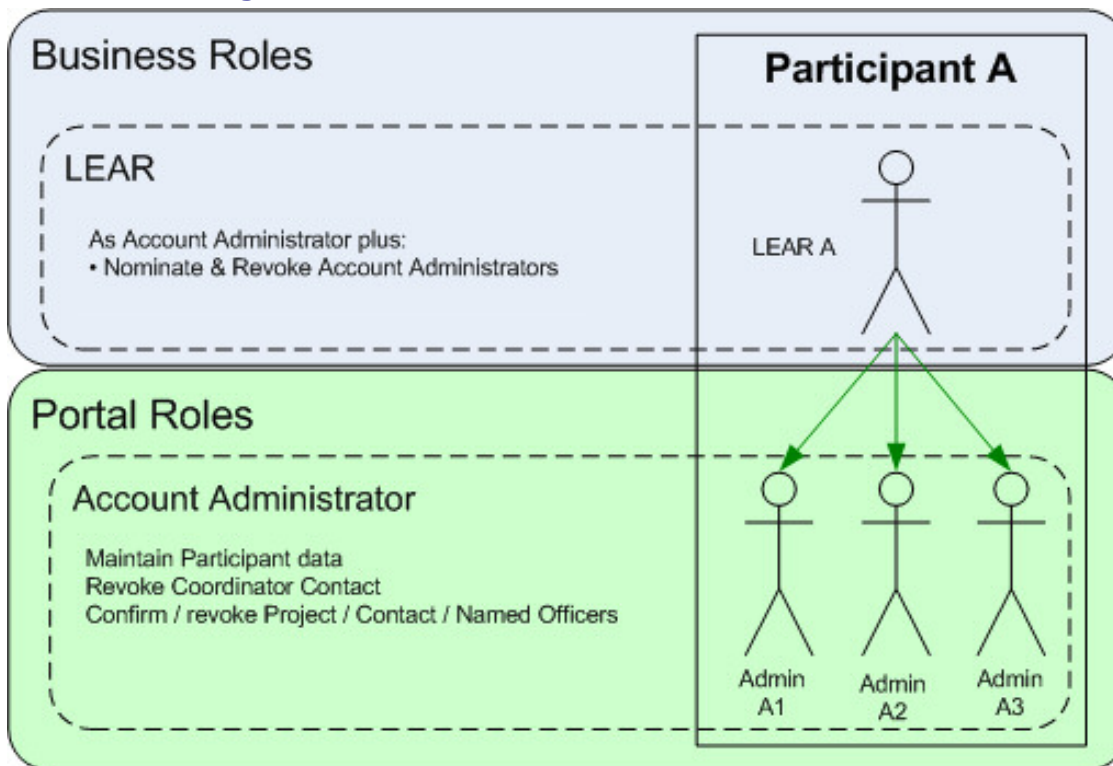 Business Roles
Participant A
LEAR
As Account Administrator plus:
• Nominate & Revoke Account Administrators
LEAR A
Portal Roles
Account Administrator
Maintain Participant data
Revoke Coordinator Contact
Confirm / revoke Project / Contact / Named Officers
Admin
A1
Admin
A2
Admin
A3